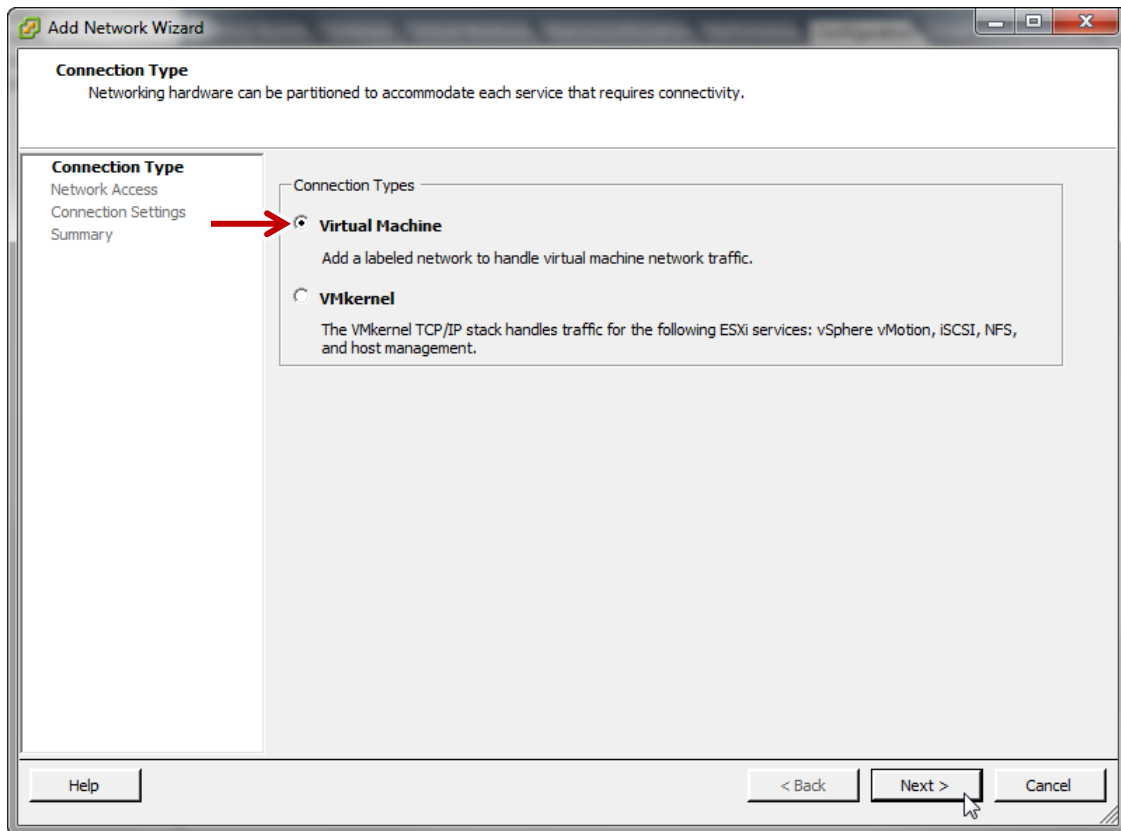 Add Network Wizard
Connection Type
Networking hardware can be partitioned to accommodate each service that requires connectivity.
Connection Type
Network Access
Connection Settings
Summary
Connection Types
Virtual Machine
Add a labeled network to handle virtual machine network traffic.
VMkernel
The VMkernel TCP/IP stack handles traffic for the following ESXi services: vSphere vMotion, iSCSI, NFS,
and host management.
Help
< Back
Next >
Cancel